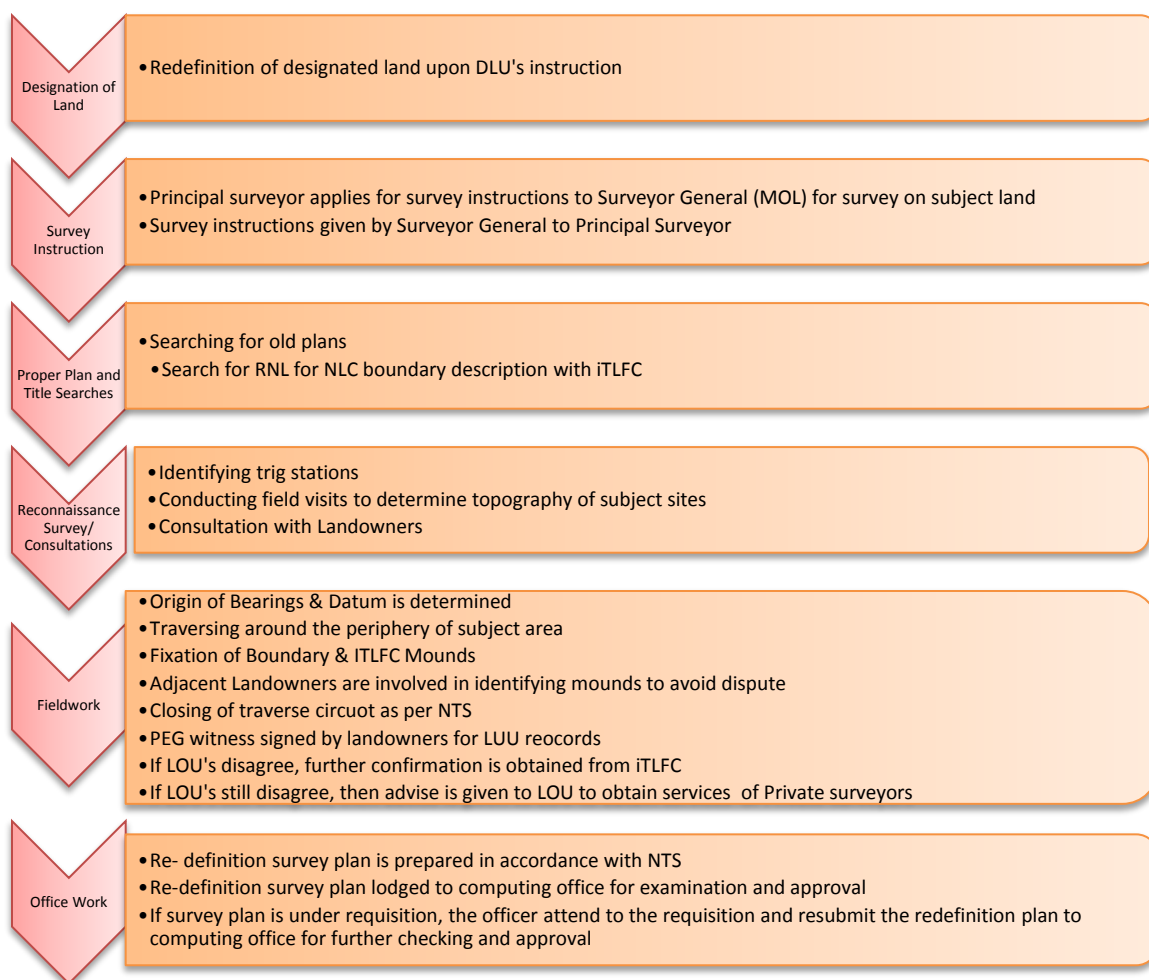 Designation of
Land
•Redefinition of designated land upon DLU's instruction
Survey
Instruction
•Principal surveyor applies for survey instructions to Surveyor General (MOL) for survey on subject land
•Survey instructions given by Surveyor General to Principal Surveyor
Proper Plan and
Title Searches
•Searching for old plans
•Search for RNL for NLC boundary description with iTLFC
Reconnaissance
Survey/
Consultations
•Identifying trig stations
•Conducting field visits to determine topography of subject sites
•Consultation with Landowners
Fieldwork
•Origin of Bearings & Datum is determined
•Traversing around the periphery of subject area
•Fixation of Boundary & ITLFC Mounds
•Adjacent Landowners are involved in identifying mounds to avoid dispute
•Closing of traverse circuot as per NTS
•PEG witness signed by landowners for LUU reocords
•If LOU's disagree, further confirmation is obtained from iTLFC
•If LOU's still disagree, then advise is given to LOU to obtain services of Private surveyors
Office Work
•Re- definition survey plan is prepared in accordance with NTS
•Re-definition survey plan lodged to computing office for examination and approval
•If survey plan is under requisition, the officer attend to the requisition and resubmit the redefinition plan to
computing office for further checking and approval